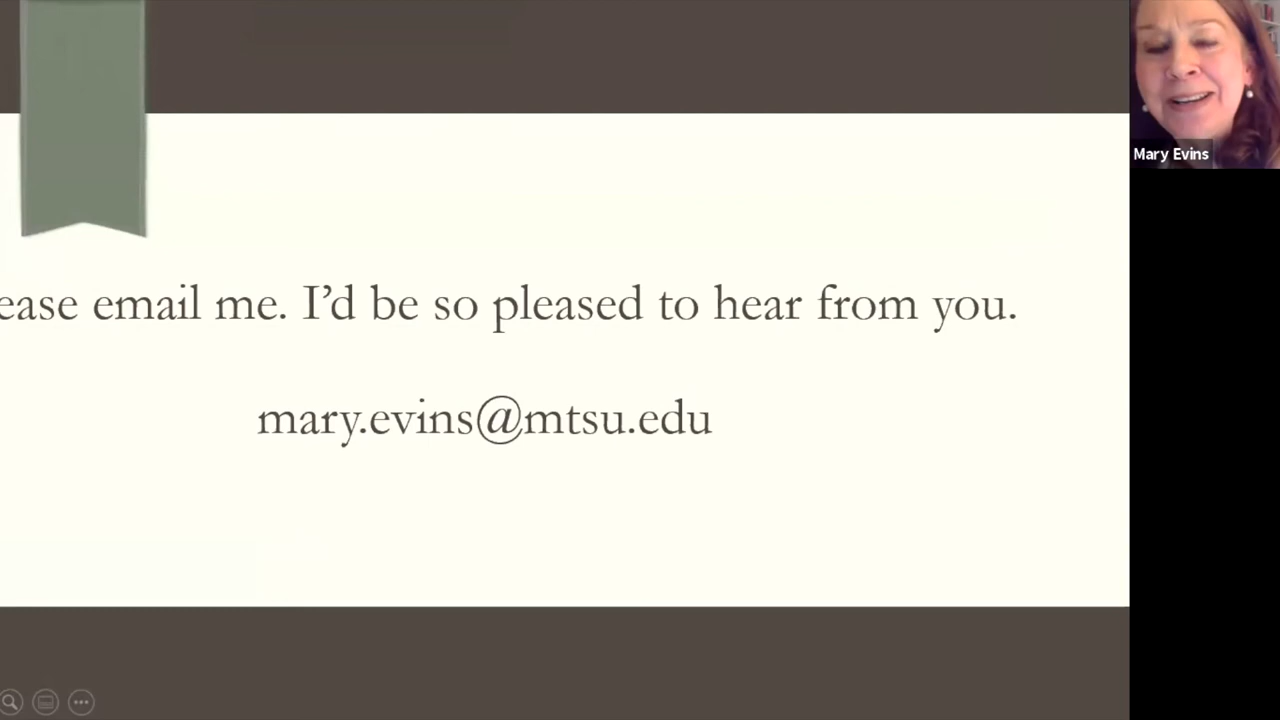 ease email me. I’d be so pleased to hear from you.
mary.evins@mtsu.edu
Mary Evins